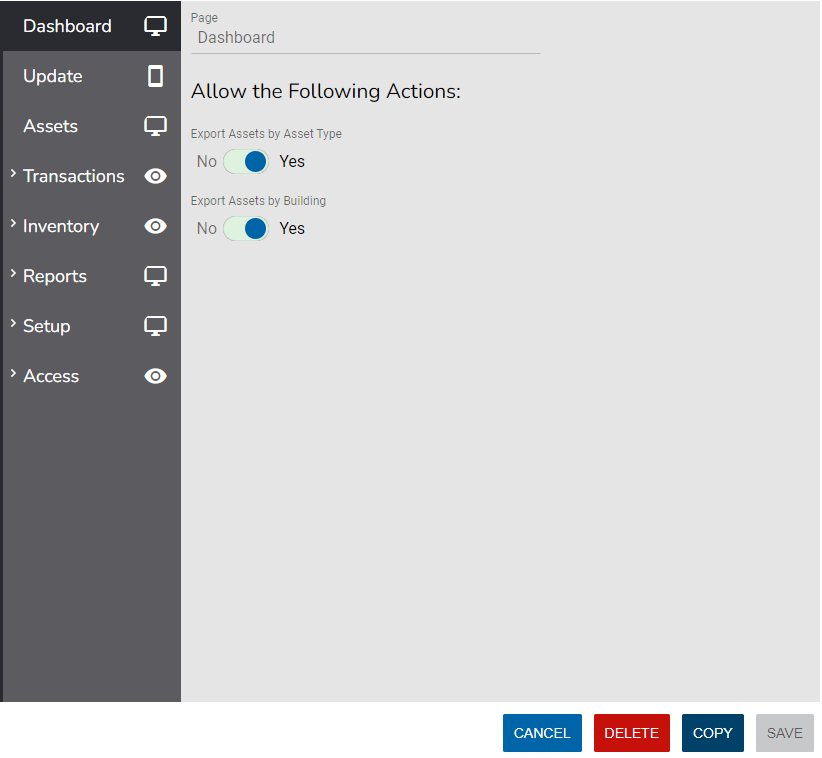 Dashboard
Update
Assets
Transactions
Inventory
Reports
Setup
Access
Page
Dashboard
Allow the Following Actions:
Export Assets by Asset Type
No Yes
Export Assets by Building
No Yes
CANCEL DELETE COPY SAVE